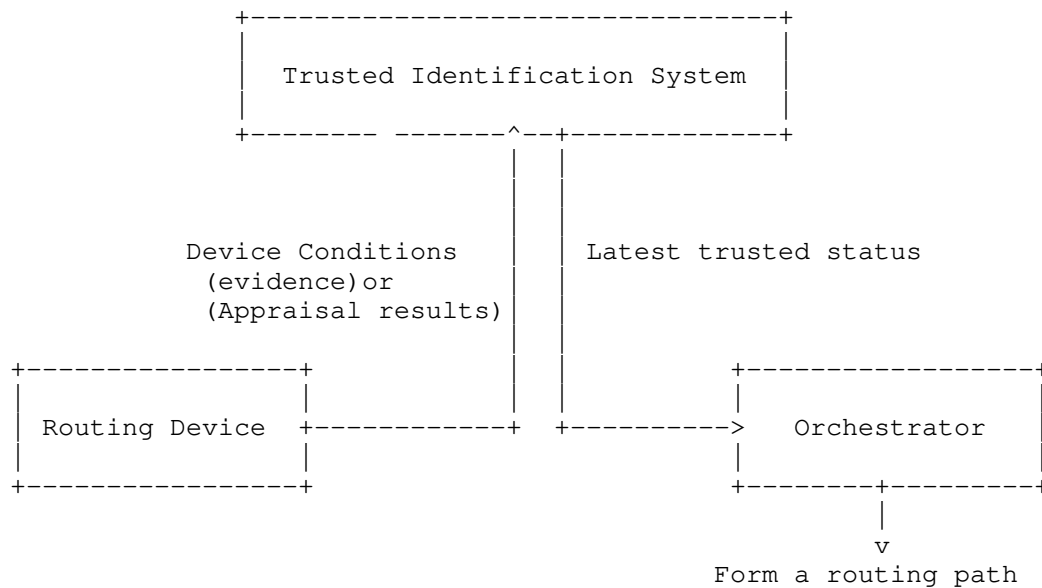 Trusted Identification System
Device Conditions
(evidence)or
(Appraisal results)
Latest trusted status
Routing Device
Orchestrator
Form a routing path